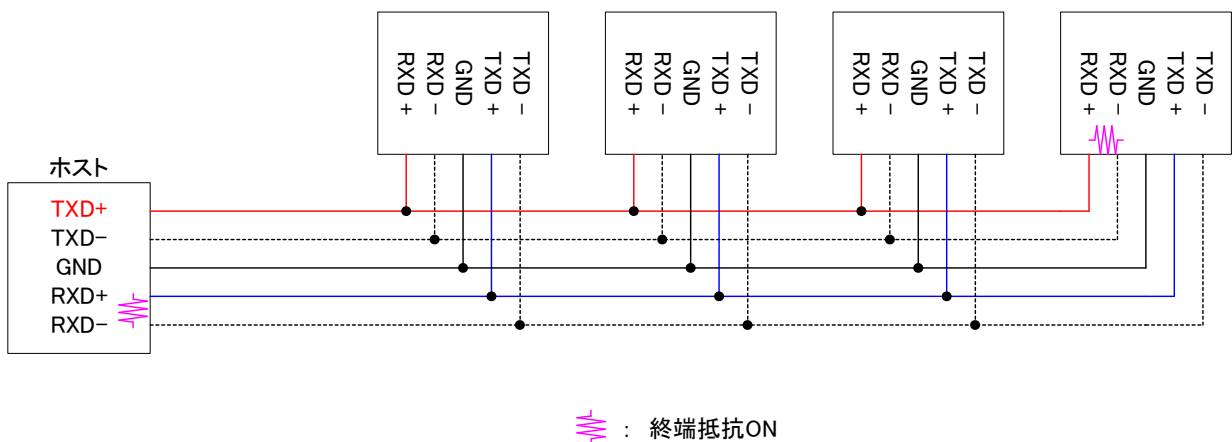 RXD+
RXD-
GND
TXD+
TXD-
RXD+
RXD-
GND
TXD+
TXD-
RXD+
RXD-
GND
TXD+
TXD-
RXD+
RXD-
GND
TXD+
TXD-
ホスト
TXD+
TXD-
GND
RXD+
RXD-
: 終端抵抗ON